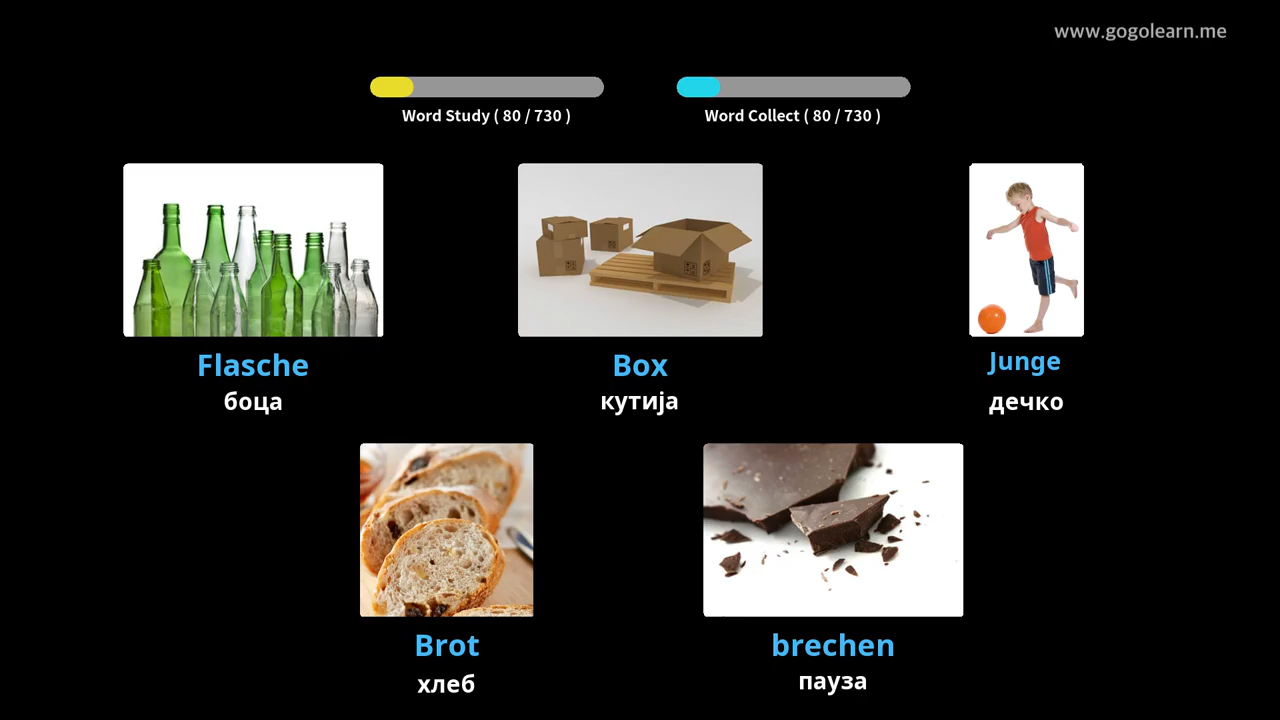 www.gogolearn.me
Word Study ( 80 / 730 )
Word Collect ( 80 / 730 )
Flasche
боца
Box
кутија
Junge
дечко
Brot
хлеб
brechen
пауза